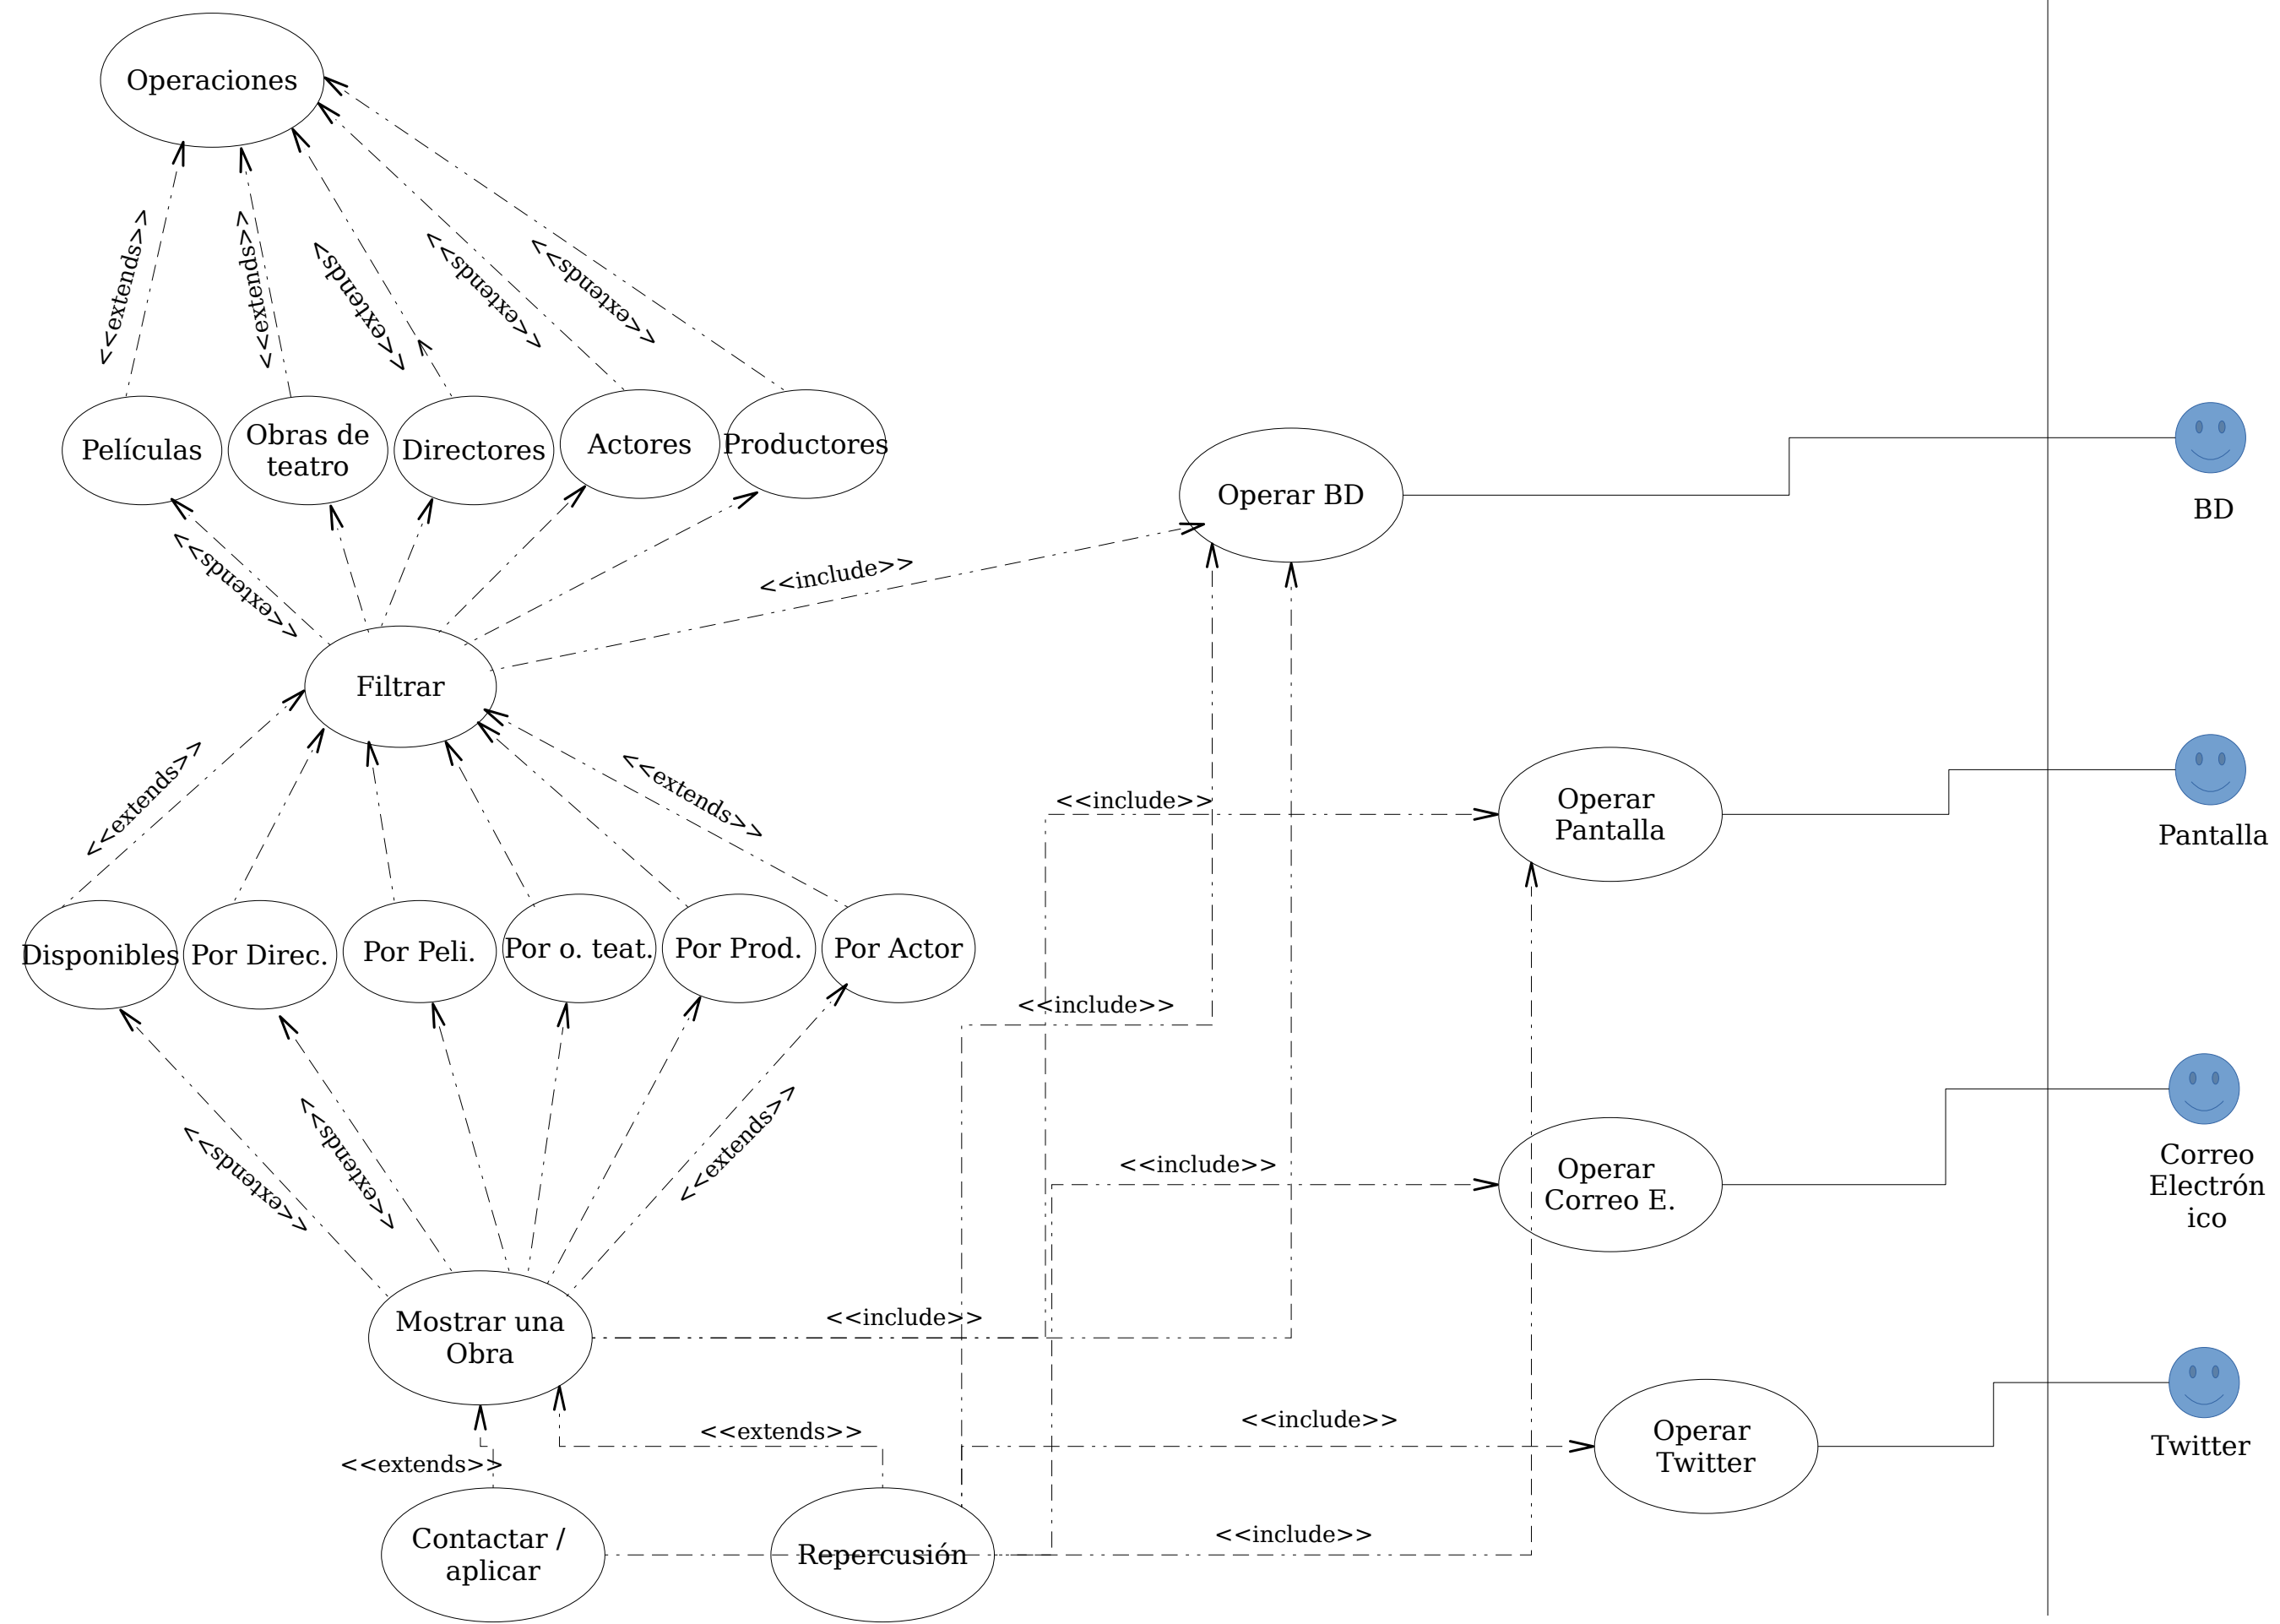 Operaciones
<<extends>>
<<extends>>
<<extends>
<<extends>>
<<extends>>
Películas
Obras de
teatro
Directores
Actores
Productores
Operar BD
BD
<<extends>>
<<include>>
Filtrar
<<extends>>
<<extends>>
<<include>>
Operar
Pantalla
Pantalla
Disponibles
Por Direc.
Por Peli.
Por o. teat.
Por Prod.
Por Actor
<<include>>
<<extends>>
<<extends>>
<<extends>>
<<include>>
Operar
Correo E.
Correo
Electrón
ico
Mostrar una
Obra
<<include>>
<<extends>>
<<extends>>
<<include>>
Operar
Twitter
Twitter
Contactar /
aplicar
Repercusión
<<include>>